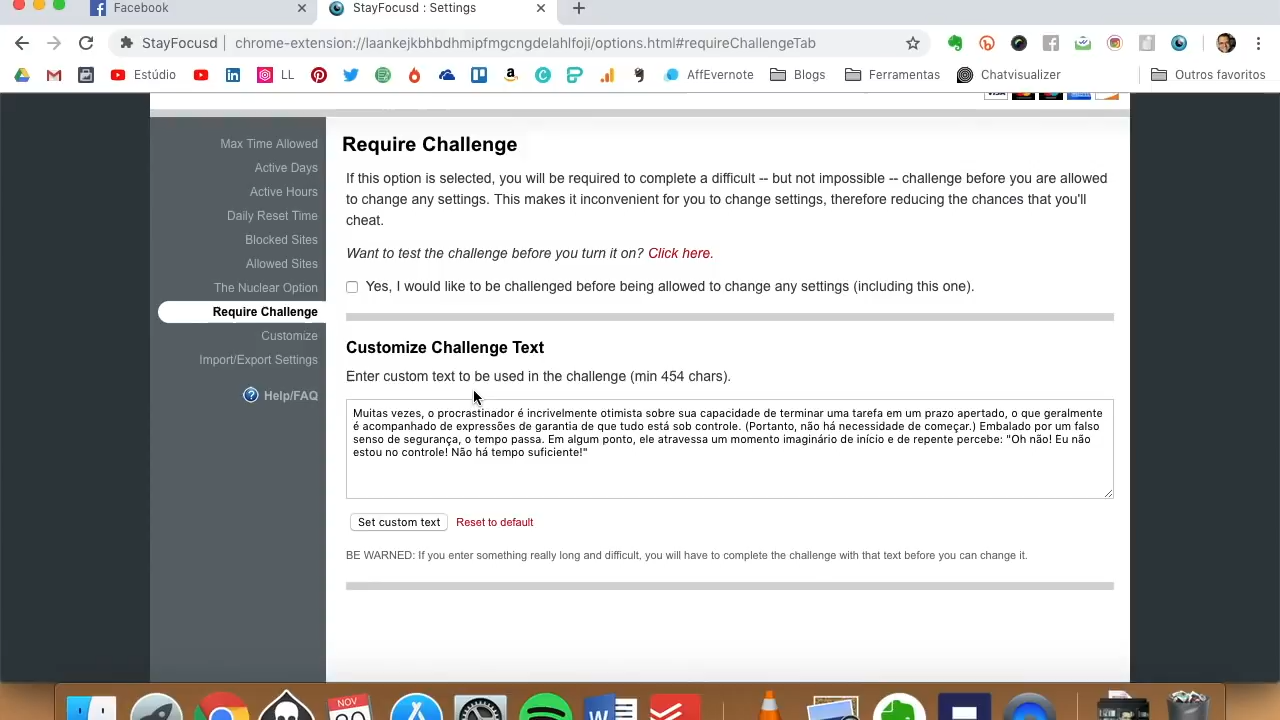 Facebook
StayFocusd : Settings
StayFocusd
chrome-extension://laankejkbhbdhmipfmgcngdelahlfoji/options.html#requireChallengeTab
Estúdio
LL
AffEvernote
Blogs
Ferramentas
Chatvisualizer
Outros favoritos
VISA
Max Time Allowed
Active Days
Active Hours
Daily Reset Time
Blocked Sites
Allowed Sites
The Nuclear Option
Require Challenge
Customize
Import/Export Settings
Help/FAQ
Require Challenge
If this option is selected, you will be required to complete a difficult -- but not impossible -- challenge before you are allowed
to change any settings. This makes it inconvenient for you to change settings, therefore reducing the chances that you'll
cheat.
Want to test the challenge before you turn it on? Click here.
Yes, I would like to be challenged before being allowed to change any settings (including this one).
Customize Challenge Text
Enter custom text to be used in the challenge (min 454 chars).
Muitas vezes, o procrastinador é incrivelmente otimista sobre sua capacidade de terminar uma tarefa em um prazo apertado, o que geralmente
é acompanhado de expressões de garantia de que tudo está sob controle. (Portanto, não há necessidade de começar.) Embalado por um falso
senso de segurança, o tempo passa. Em algum ponto, ele atravessa um momento imaginário de início e de repente percebe: "Oh não! Eu não
estou no controle! Não há tempo suficiente!"
Set custom text
Reset to default
BE WARNED: If you enter something really long and difficult, you will have to complete the challenge with that text before you can change it.
NOV
W